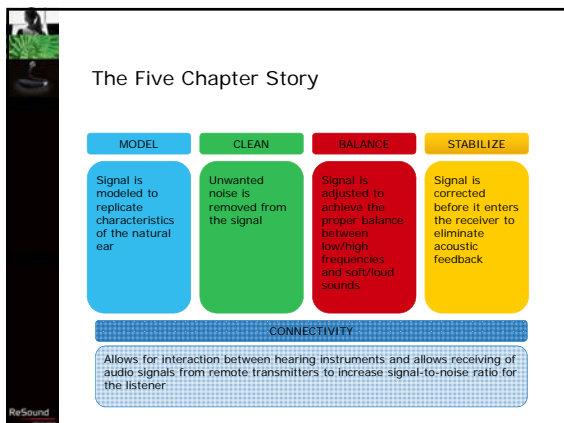 The Five Chapter Story
MODEL
CLEAN
BALANCE
STABILIZE
Signal is
modeled to
replicate
characteristics
of the natural
ear
Unwanted
noise is
removed from
the signal
Signal is
adjusted to
achieve the
proper balance
between
low/high
frequencies
and soft/loud
sounds
Signal is
corrected
before it enters
the receiver to
eliminate
acoustic
feedback
CONNECTIVITY
Allows for interaction between hearing instruments and allows receiving of
audio signals from remote transmitters to increase signal-to-noise ratio for
the listener
ReSound